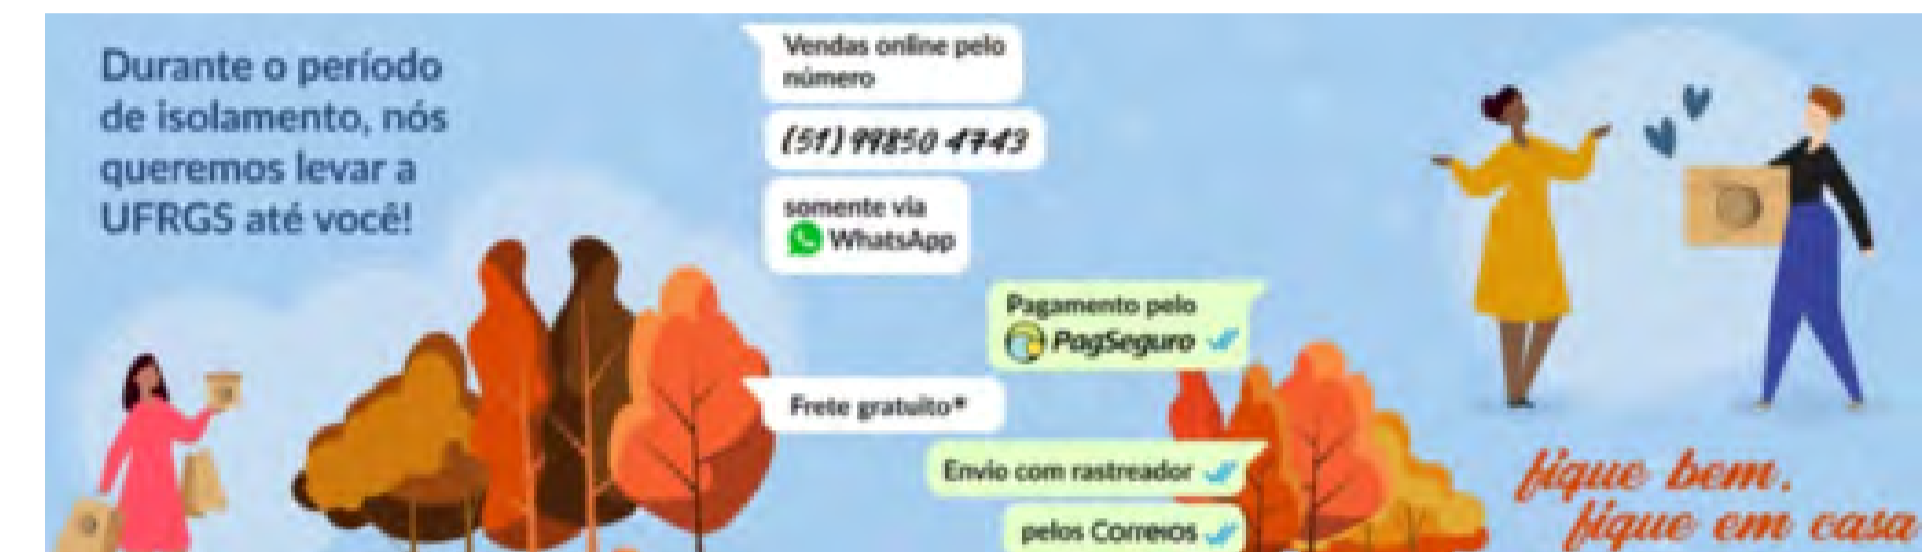 Durante o período
de isolamento, nós
queremos levar a
UFRGS até você!
Vendas online pelo
número
(51) 99850 4743
somente via
WhatsApp
Pagamento pelo
PagSeguro
Frete gratuito*
Envio com rastreador
pelos Correios
fique bem.
fique em casa